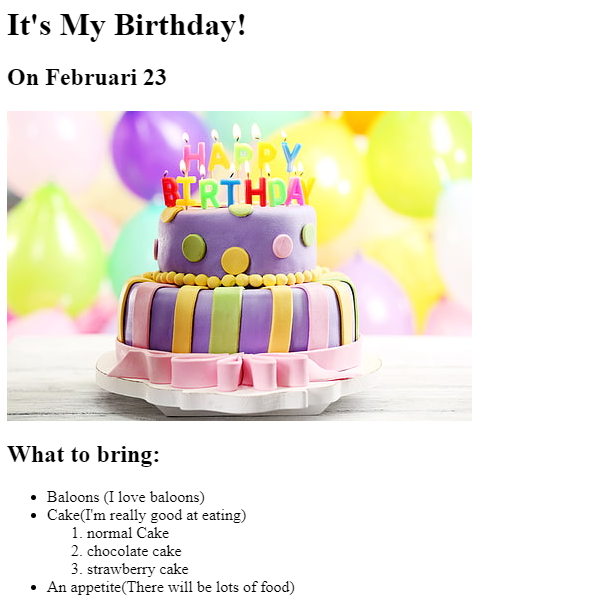 It's My Birthday!
On Februari 23
HAPPY
BIRTHDAY
What to bring:
Baloons (I love baloons)
Cake(I'm really good at eating)
1. normal Cake
2. chocolate cake
3. strawberry cake
An appetite(There will be lots of food)